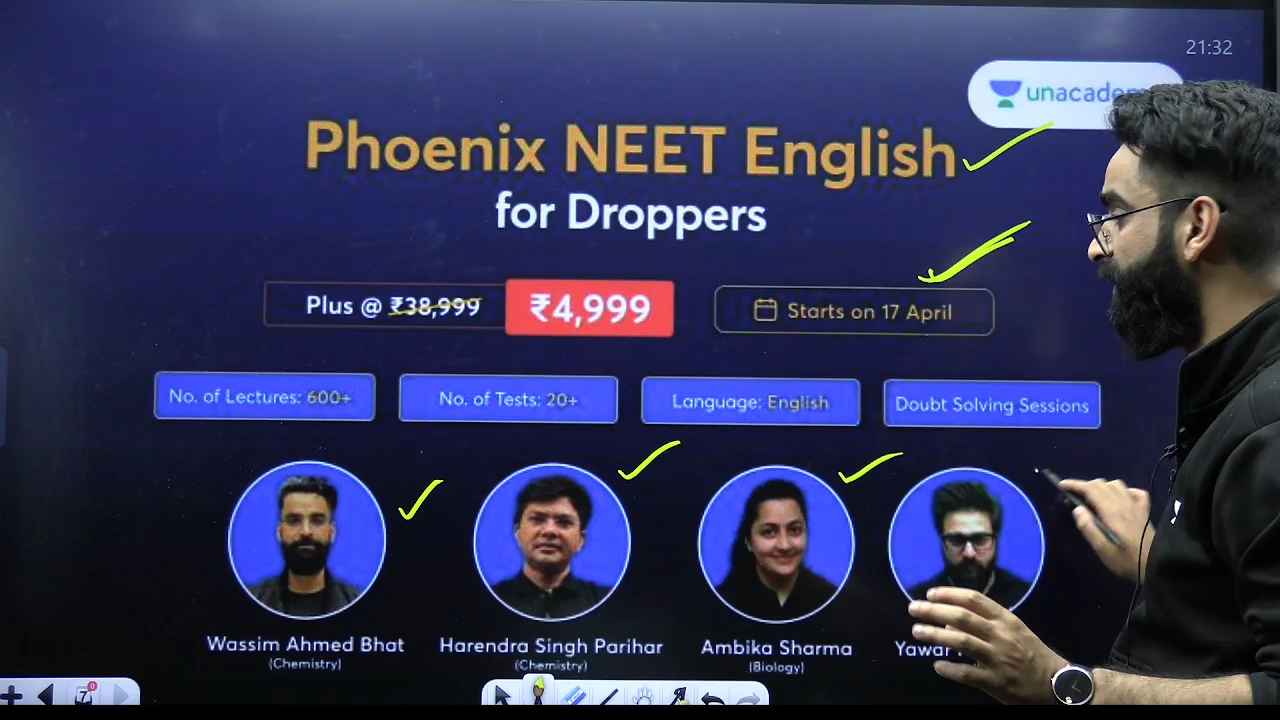 21:32
unacadem
Phoenix NEET English
for Droppers
Plus @ ₹38,999 ₹4,999
Starts on 17 April
No. of Lectures: 600+
No. of Tests: 20+
Language: English
Doubt Solving Sessions
Wassim Ahmed Bhat
(Chemistry)
Harendra Singh Parihar
(Chemistry)
Ambika Sharma
(Biology)
Yawar
7